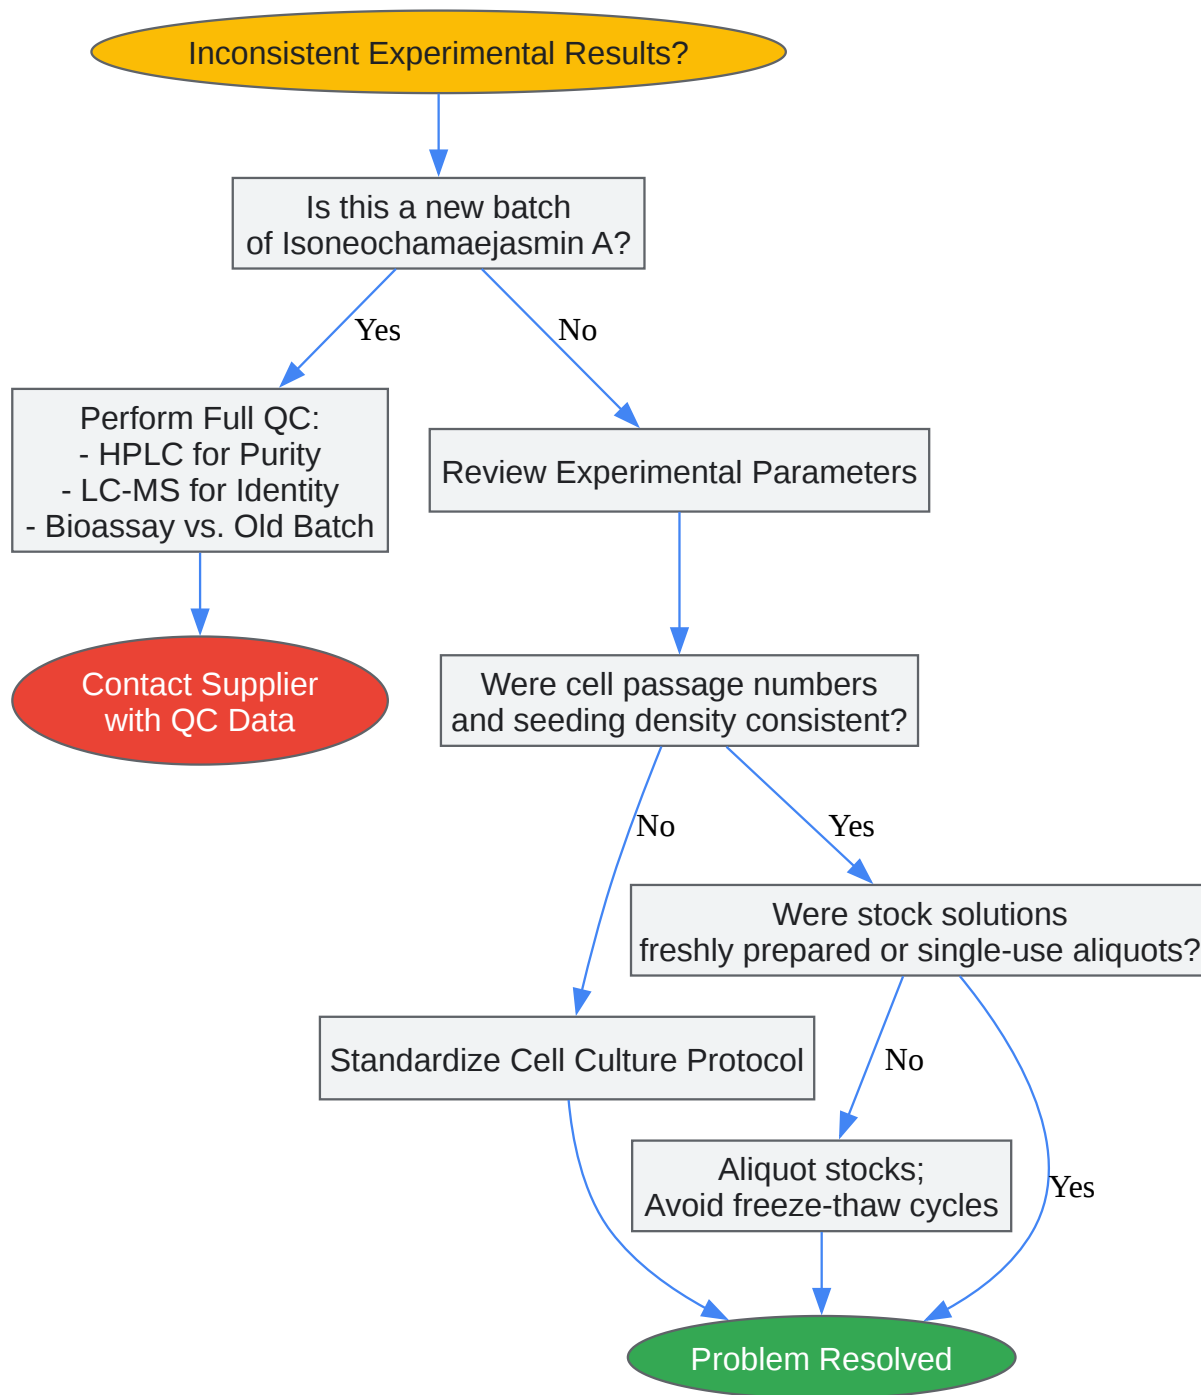 Inconsistent Experimental Results?
Is this a new batch
of Isoneochamaejasmin A?
Yes
No
Perform Full QC:
- HPLC for Purity
- LC-MS for Identity
- Bioassay vs. Old Batch
Review Experimental Parameters
Contact Supplier
with QC Data
Were cell passage numbers
and seeding density consistent?
No
Yes
Were stock solutions
freshly prepared or single-use aliquots?
Standardize Cell Culture Protocol
No
Aliquot stocks;
Avoid freeze-thaw cycles
Yes
Problem Resolved